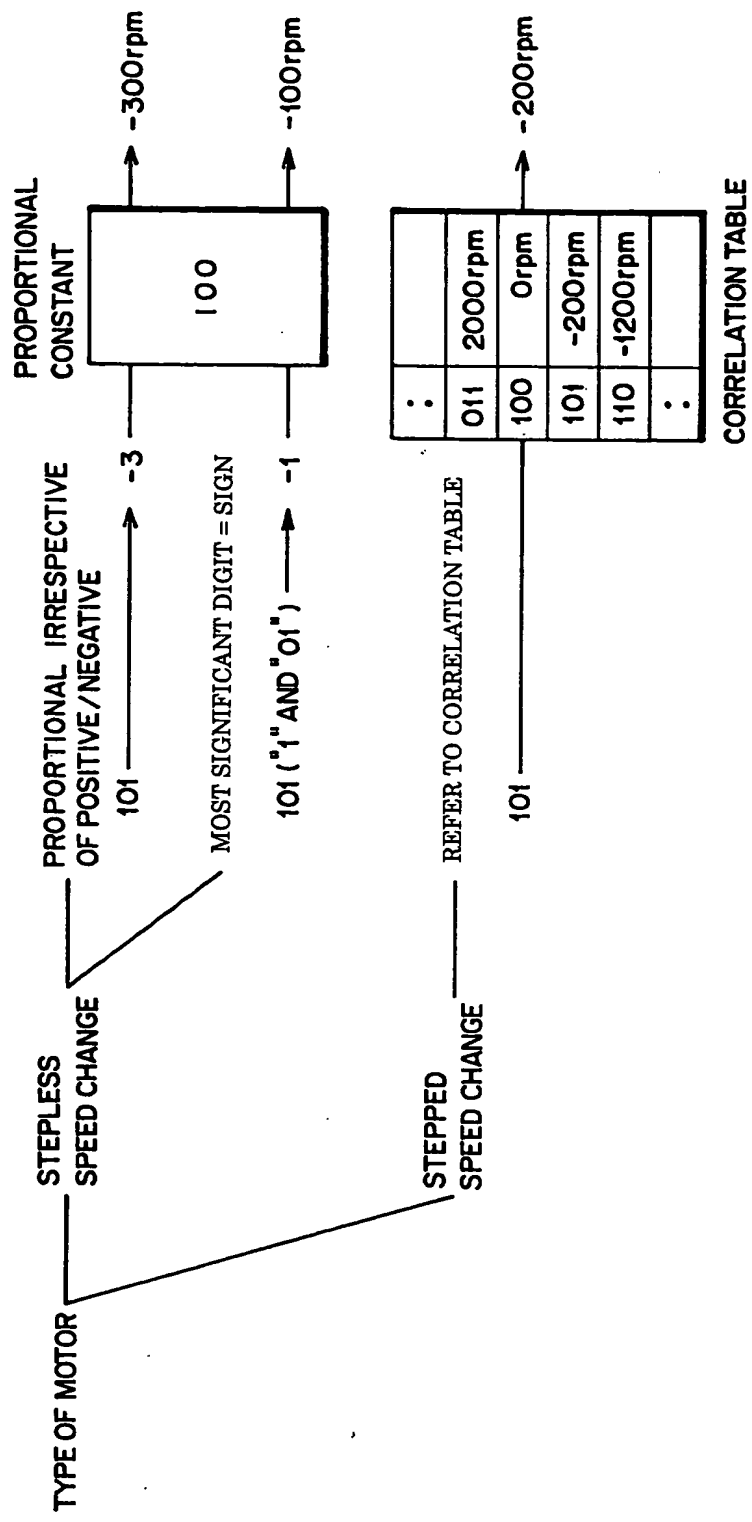 TYPE OF MOTOR
STEPLESS
SPEED CHANGE
PROPORTIONAL IRRESPECTIVE
OF POSITIVE/NEGATIVE
101
-3
PROPORTIONAL
CONSTANT
100
-300rpm
MOST SIGNIFICANT DIGIT = SIGN
101 ("1" AND "01")
-1
-100rpm
STEPPED
SPEED CHANGE
REFER TO CORRELATION TABLE
101
:
011 2000rpm
100 0rpm
101 -200rpm
110 -1200rpm
:
-200rpm
CORRELATION TABLE